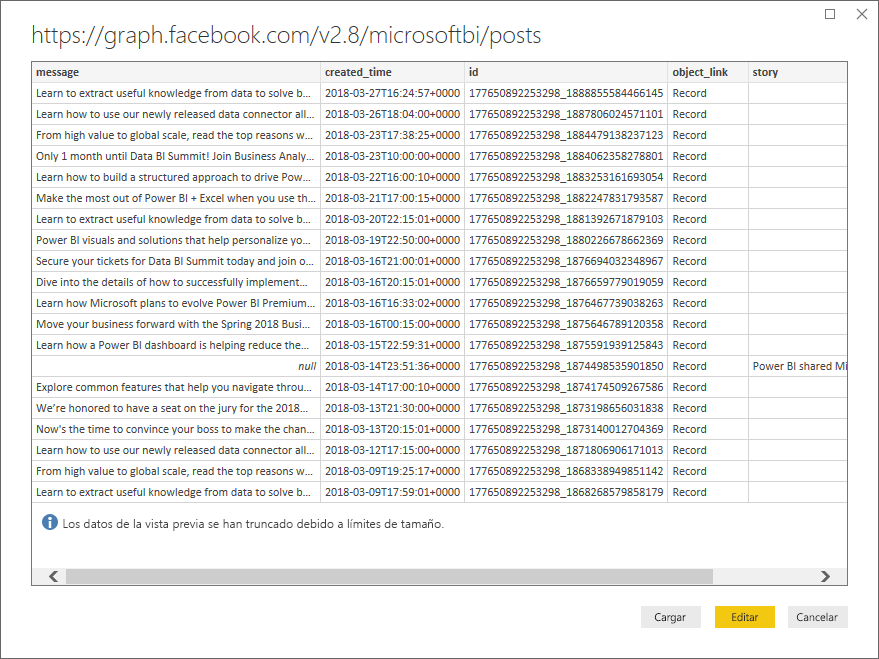 https://graph.facebook.com/v2.8/microsoftbi/posts
message created_time id object_link story
Learn to extract useful knowledge from data to solve b... 2018-03-27T16:24:57+0000 177650892253298_1888855584466145 Record
Learn how to use our newly released data connector all... 2018-03-26T18:04:00+0000 177650892253298_1887806024571101 Record
From high value to global scale, read the top reasons w... 2018-03-23T17:38:25+0000 177650892253298_1884479138237123 Record
Only 1 month until Data BI Summit! Join Business Analy... 2018-03-23T10:00:00+0000 177650892253298_1884062358278801 Record
Learn how to build a structured approach to drive Pow... 2018-03-22T16:00:10+0000 177650892253298_1883253161693054 Record
Make the most out of Power BI + Excel when you use th... 2018-03-21T17:00:15+0000 177650892253298_1882247831793587 Record
Learn to extract useful knowledge from data to solve b... 2018-03-20T22:15:01+0000 177650892253298_1881392671879103 Record
Power BI visuals and solutions that help personalize yo... 2018-03-19T22:50:00+0000 177650892253298_1880226678662369 Record
Secure your tickets for Data BI Summit today and join o... 2018-03-16T21:00:01+0000 177650892253298_1876694032348967 Record
Dive into the details of how to successfully implement... 2018-03-16T20:15:01+0000 177650892253298_1876659779019059 Record
Learn how Microsoft plans to evolve Power BI Premium... 2018-03-16T16:33:02+0000 177650892253298_1876467739038263 Record
Move your business forward with the Spring 2018 Busi... 2018-03-16T00:15:00+0000 177650892253298_1875646789120358 Record
Learn how a Power BI dashboard is helping reduce the... 2018-03-15T22:59:31+0000 177650892253298_1875591939125843 Record
null 2018-03-14T23:51:36+0000 177650892253298_1874498535901850 Record Power BI shared Mi
Explore common features that help you navigate throu... 2018-03-14T17:00:10+0000 177650892253298_1874174509267586 Record
We're honored to have a seat on the jury for the 2018... 2018-03-13T21:30:00+0000 177650892253298_1873198656031838 Record
Now's the time to convince your boss to make the chan... 2018-03-13T20:15:01+0000 177650892253298_1873140012704369 Record
Learn how to use our newly released data connector all... 2018-03-12T17:15:00+0000 177650892253298_1871806906171013 Record
From high value to global scale, read the top reasons w... 2018-03-09T19:25:17+0000 177650892253298_1868338949851142 Record
Learn to extract useful knowledge from data to solve b... 2018-03-09T17:59:01+0000 177650892253298_1868268579858179 Record
Los datos de la vista previa se han truncado debido a límites de tamaño.
Cargar Editar Cancelar